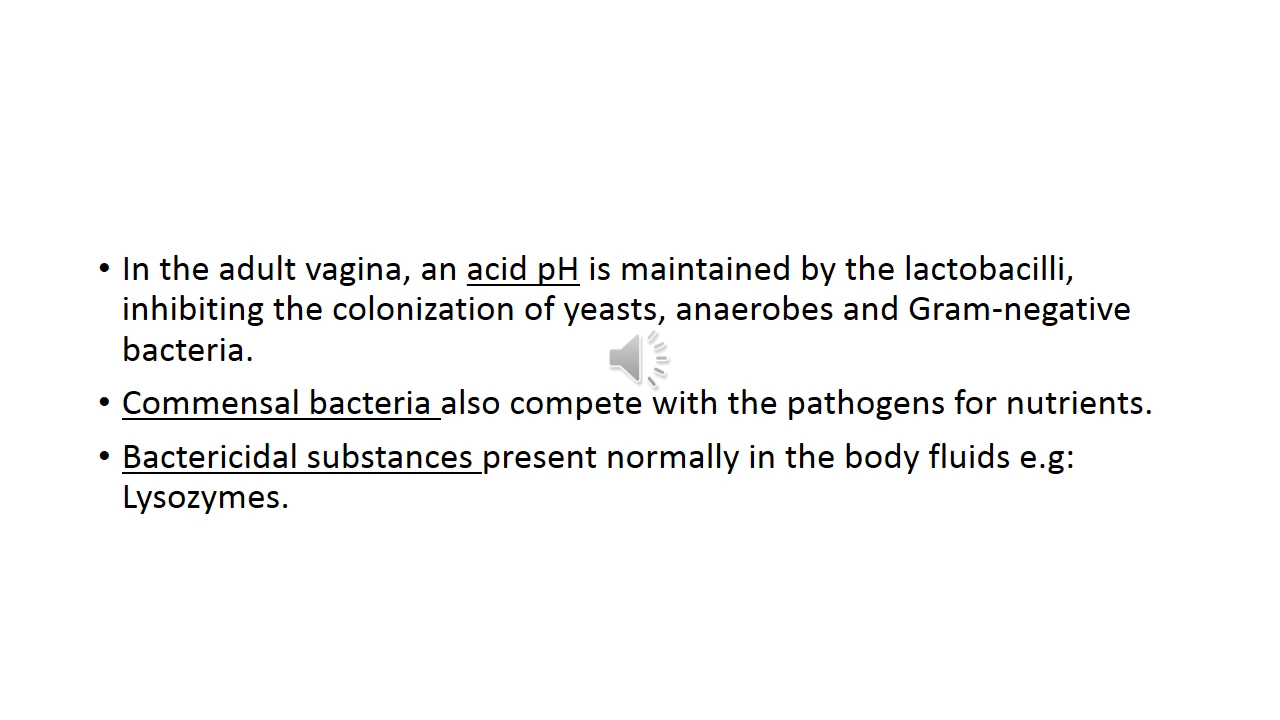 • In the adult vagina, an acid pH is maintained by the lactobacilli,
inhibiting the colonization of yeasts, anaerobes and Gram-negative
bacteria.
• Commensal bacteria also compete with the pathogens for nutrients.
• Bactericidal substances present normally in the body fluids e.g:
Lysozymes.